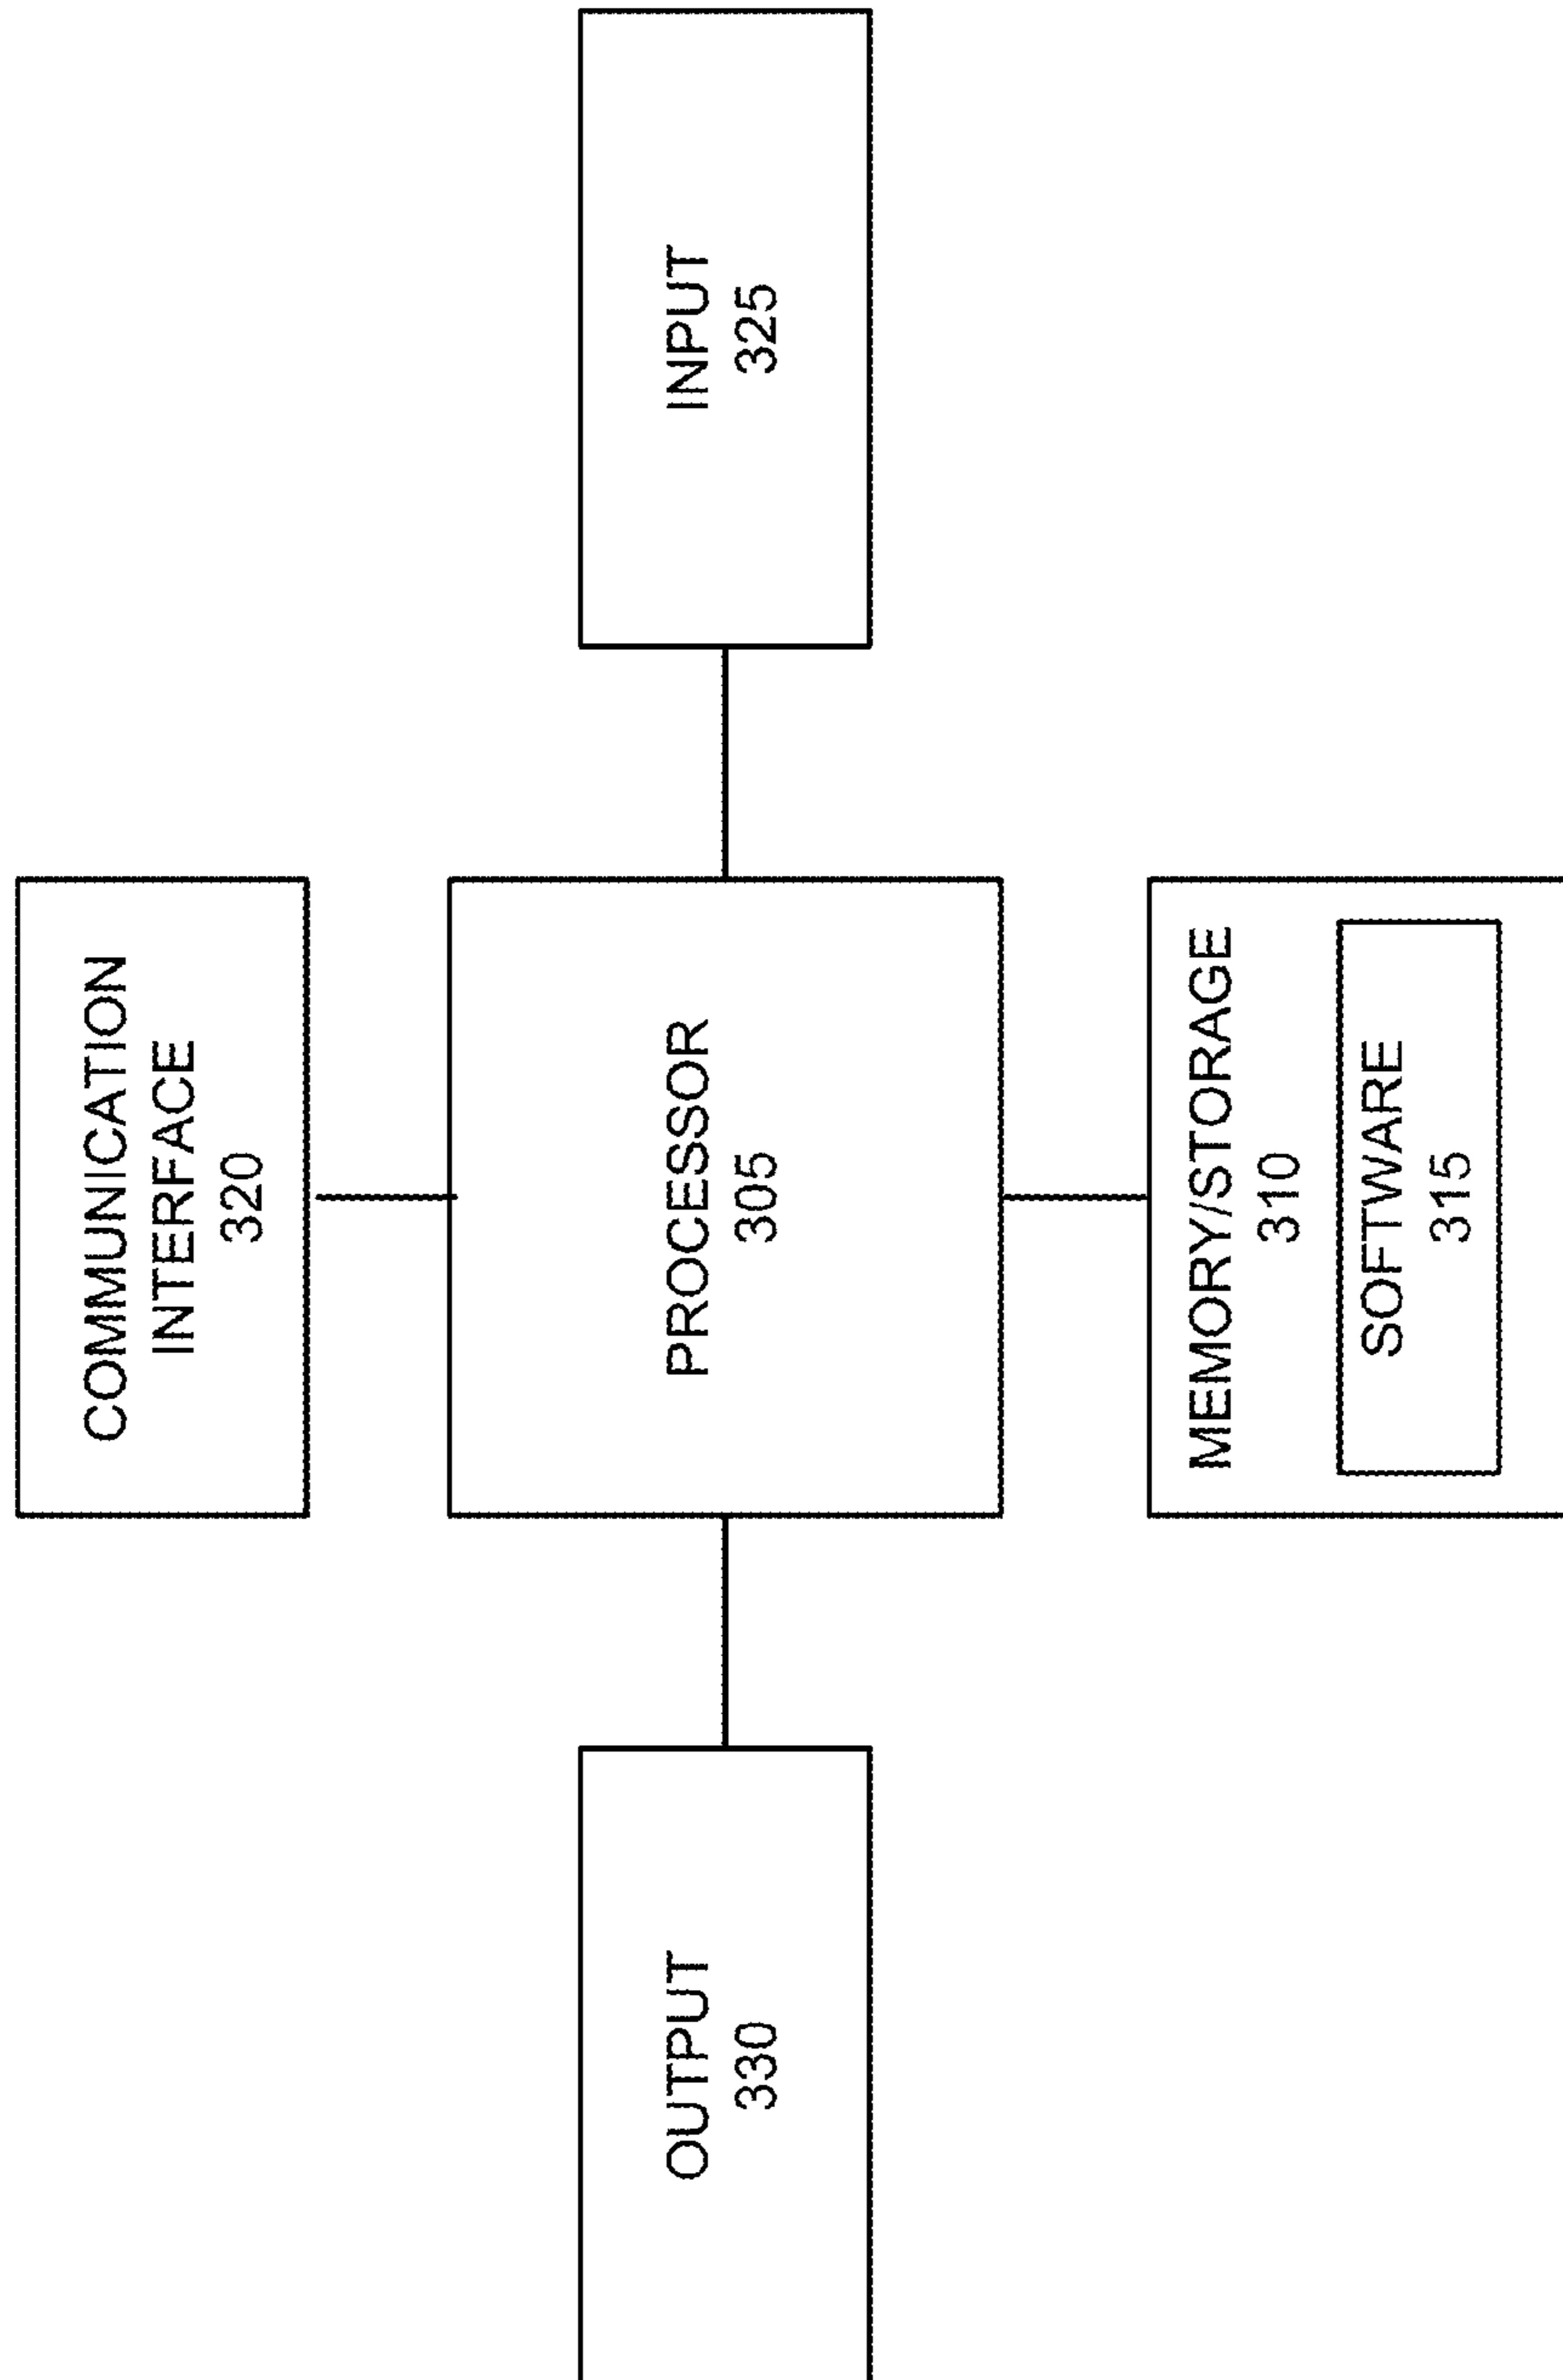 COMMUNICATION
INTERFACE
320
OUTPUT
330
PROCESSOR
305
INPUT
325
MEMORY/STORAGE
310
SOFTWARE
315